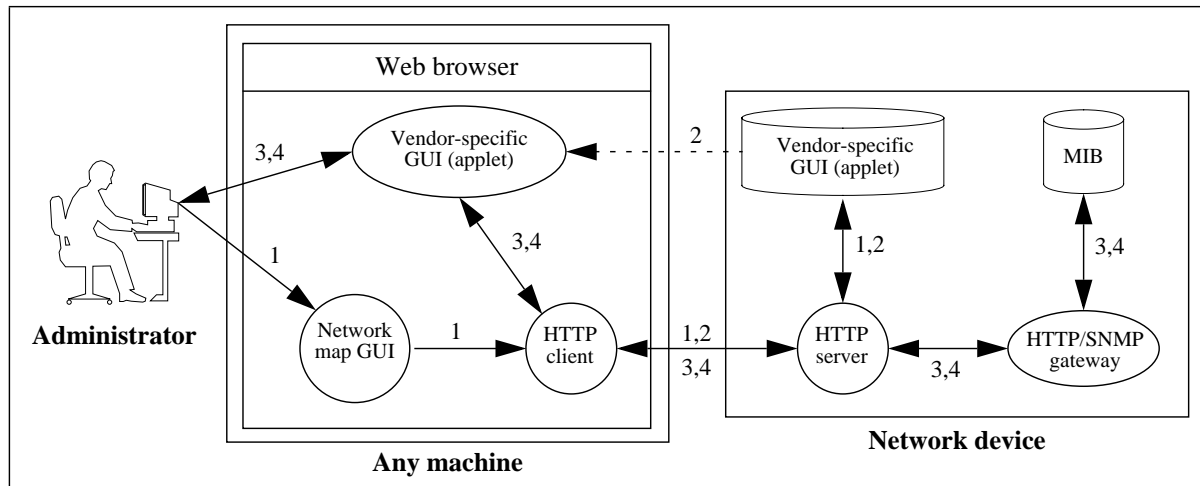 Web browser
Vendor-specific
GUI (applet)
2
Vendor-specific
GUI (applet)
MIB
3,4
3,4
1,2
3,4
1
Administrator
Network
map GUI
1
HTTP
client
1,2
3,4
HTTP
server
3,4
HTTP/SNMP
gateway
Any machine
Network device